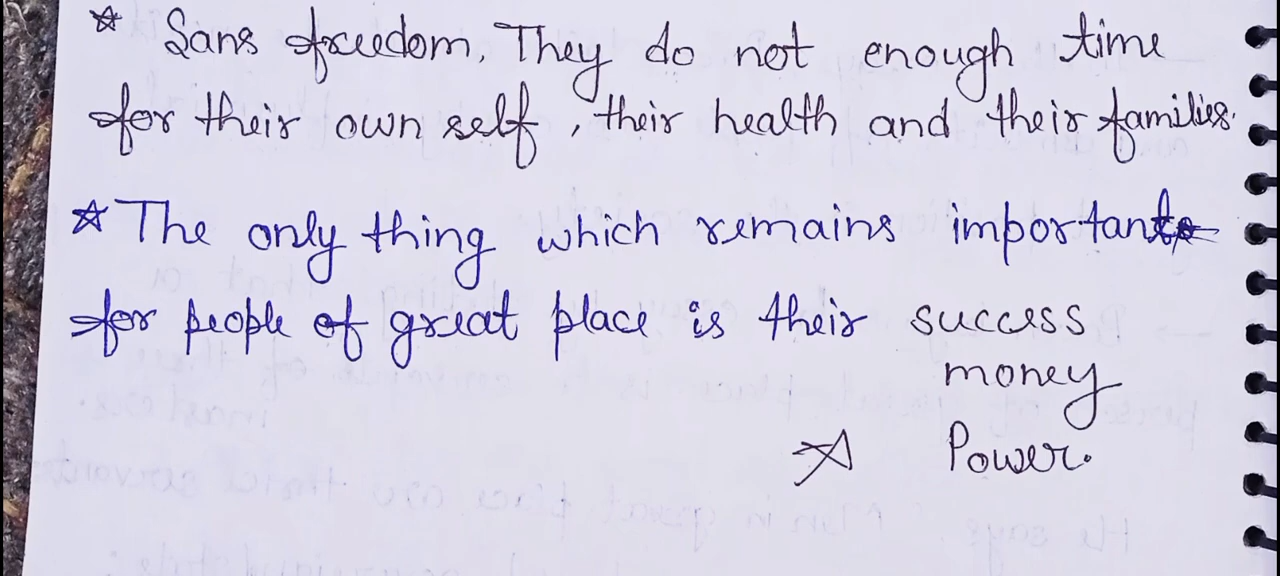 ☆ Sans freedom. They do not enough time
for their own self, their health and their families.
☆ The only thing which remains important
for people of great place is their success
money
☆ Power.